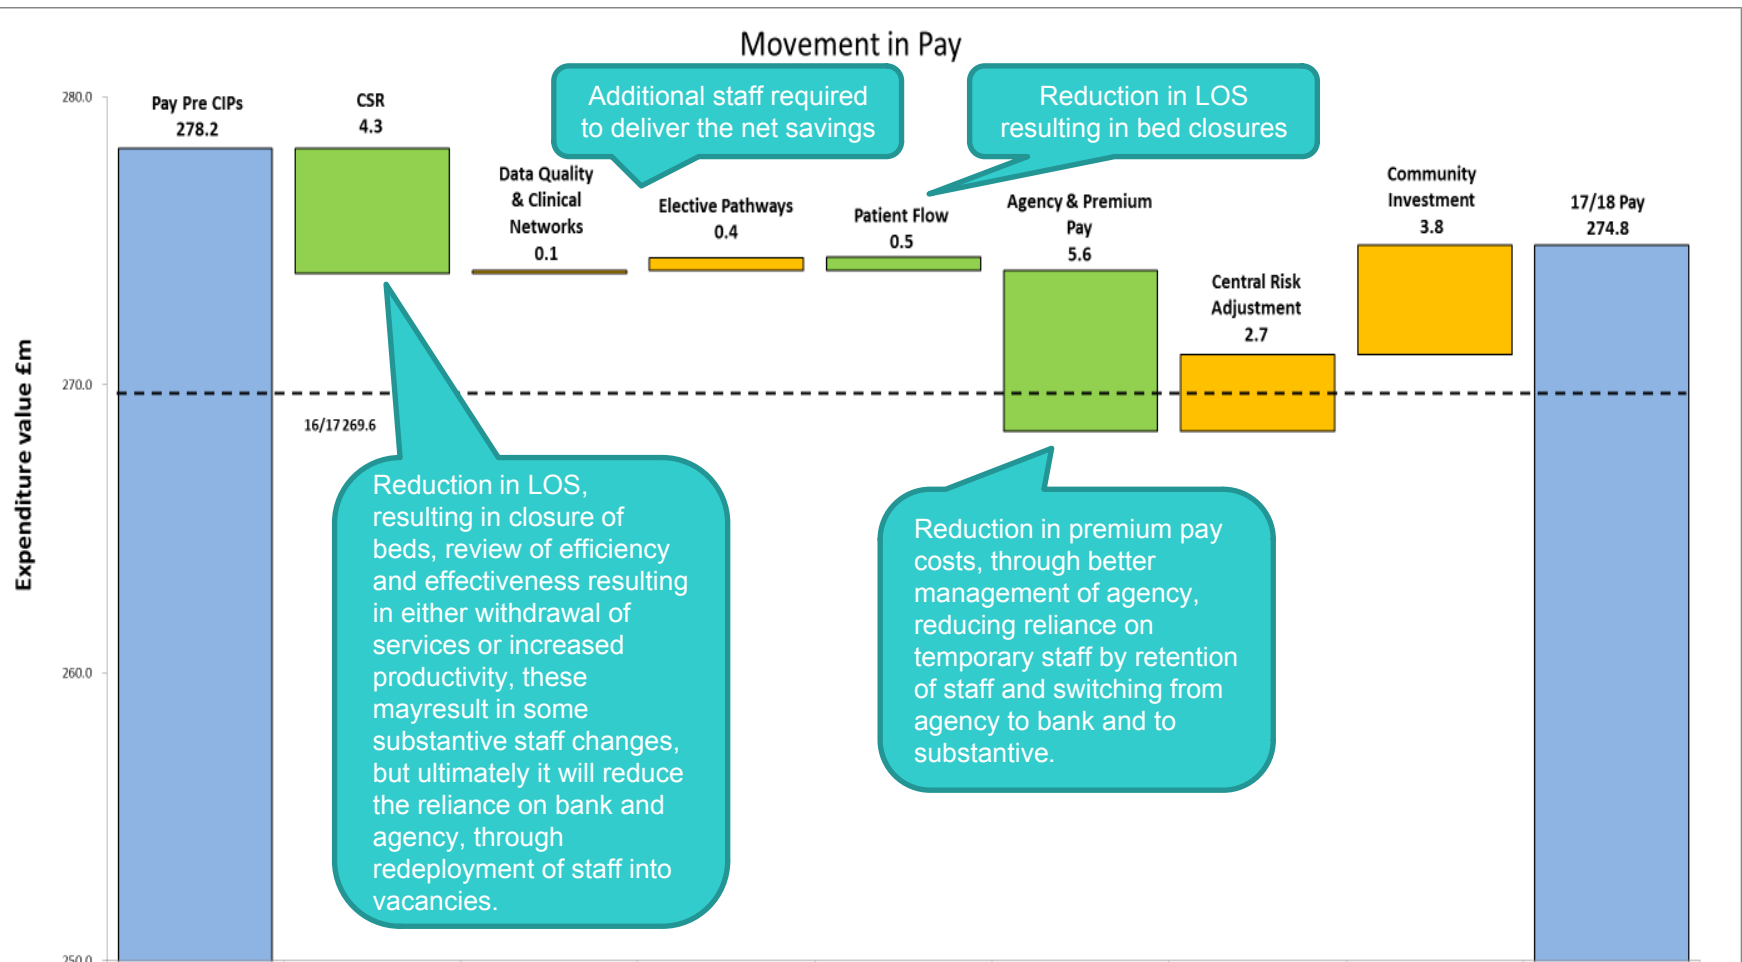 Movement in Pay
280.0
270.0
260.0
250.0
Expenditure value £m
Pay Pre CIPs
278.2
CSR
4.3
Data Quality
& Clinical
Networks
0.1
Elective Pathways
0.4
Patient Flow
0.5
Agency & Premium
Pay
5.6
Central Risk
Adjustment
2.7
Community
Investment
3.8
17/18 Pay
274.8
16/17 269.6
Additional staff required
to deliver the net savings
Reduction in LOS
resulting in bed closures
Reduction in LOS,
resulting in closure of
beds, review of efficiency
and effectiveness resulting
in either withdrawal of
services or increased
productivity, these
mayresult in some
substantive staff changes,
but ultimately it will reduce
the reliance on bank and
agency, through
redeployment of staff into
vacancies.
Reduction in premium pay
costs, through better
management of agency,
reducing reliance on
temporary staff by retention
of staff and switching from
agency to bank and to
substantive.